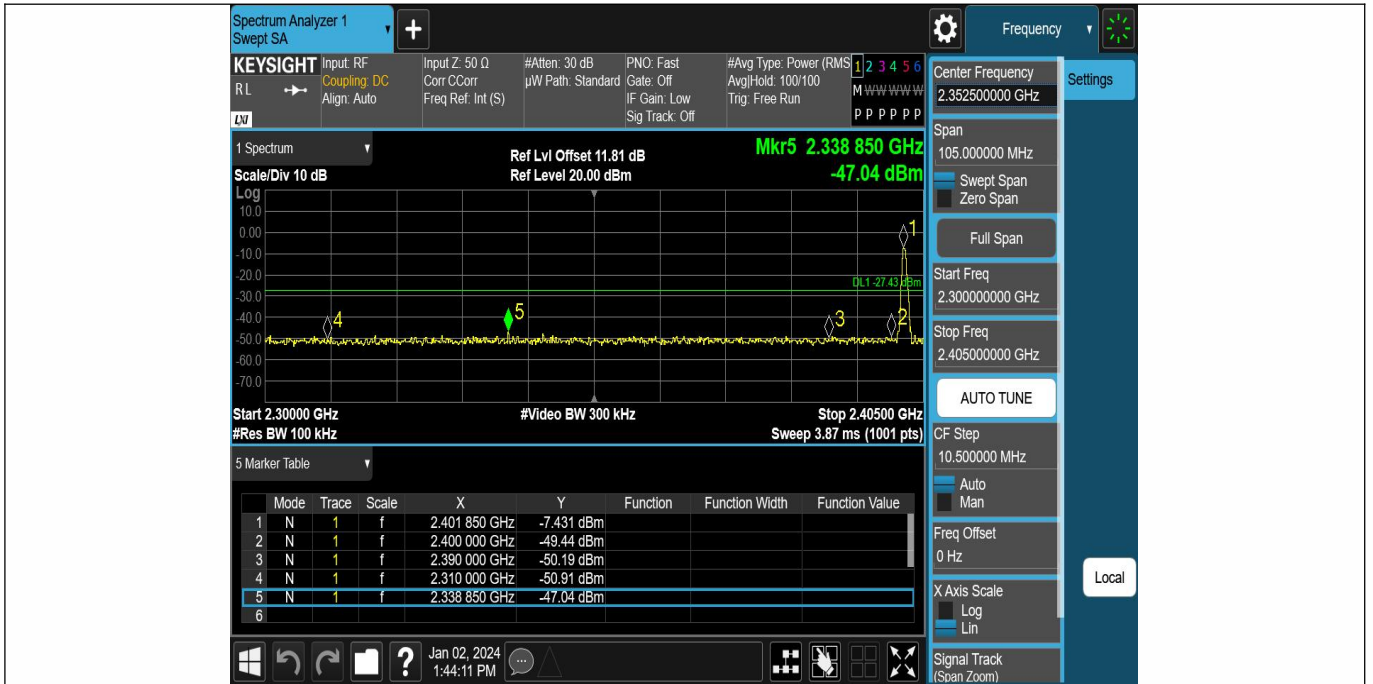 Spectrum Analyzer 1
Swept SA
+
Frequency
KEYSIGHT
RL
LXI
Input: RF
Coupling: DC
Align: Auto
Input Z: 50 Ω
Corr CCorr
Freq Ref: Int (S)
#Atten: 30 dB
µW Path: Standard
PNO: Fast
Gate: Off
IF Gain: Low
Sig Track: Off
#Avg Type: Power (RMS
Avg|Hold: 100/100
Trig: Free Run
1 2 3 4 5 6
M W W W W W
P P P P P P
1 Spectrum
Scale/Div 10 dB
Ref Lvl Offset 11.81 dB
Ref Level 20.00 dBm
Mkr5 2.338 850 GHz
-47.04 dBm
Log
10.0
0.00
-10.0
-20.0
-30.0
-40.0
-50.0
-60.0
-70.0
1
DL1 -27.43 dBm
4
5
3
2
Start 2.30000 GHz
#Video BW 300 kHz
Stop 2.40500 GHz
#Res BW 100 kHz
Sweep 3.87 ms (1001 pts)
5 Marker Table
Mode Trace Scale X Y Function Function Width Function Value
1 N 1 f 2.401 850 GHz -7.431 dBm
2 N 1 f 2.400 000 GHz -49.44 dBm
3 N 1 f 2.390 000 GHz -50.19 dBm
4 N 1 f 2.310 000 GHz -50.91 dBm
5 N 1 f 2.338 850 GHz -47.04 dBm
6
Center Frequency
2.352500000 GHz
Settings
Span
105.000000 MHz
Swept Span
Zero Span
Full Span
Start Freq
2.300000000 GHz
Stop Freq
2.405000000 GHz
AUTO TUNE
CF Step
10.500000 MHz
Auto
Man
Freq Offset
0 Hz
X Axis Scale
Log
Lin
Signal Track
(Span Zoom)
Local
?
Jan 02, 2024
1:44:11 PM